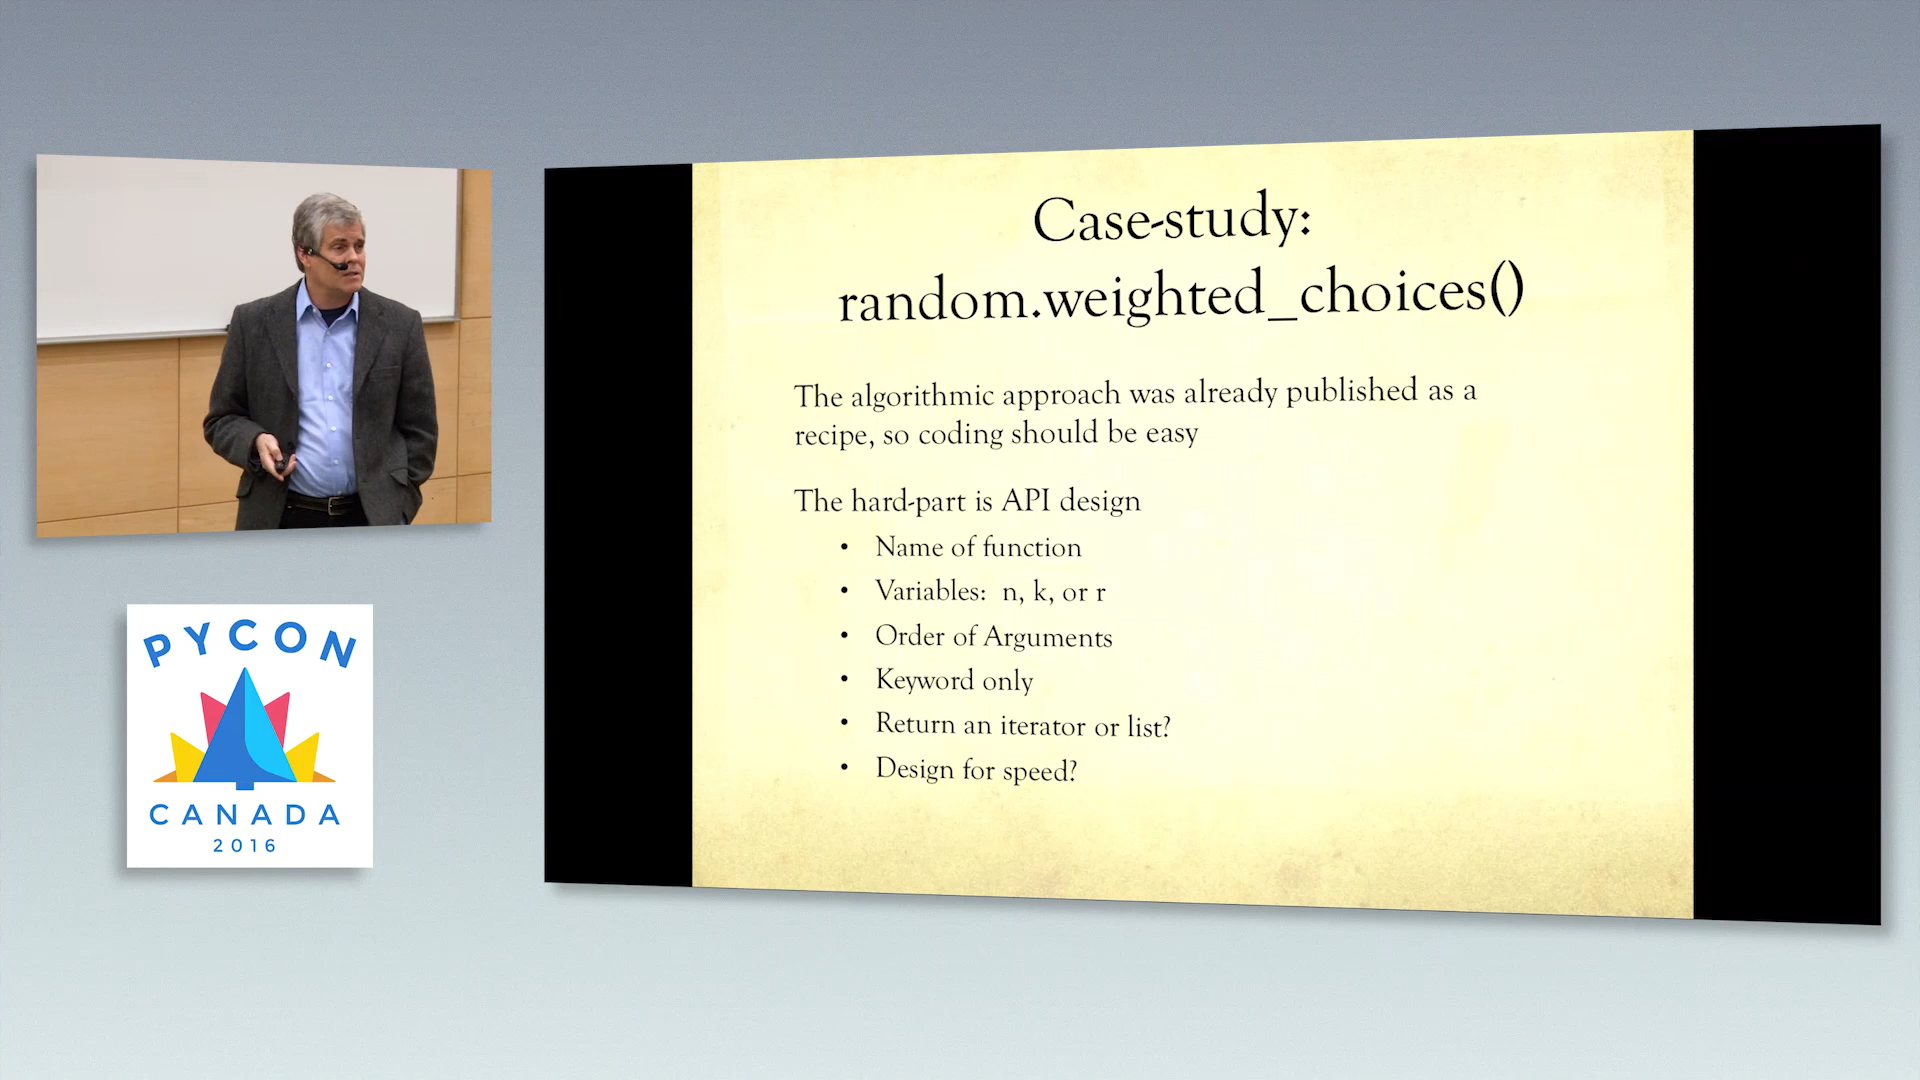 Case-study:
random.weighted_choices()
The algorithmic approach was already published as a
recipe, so coding should be easy
The hard-part is API design
• Name of function
• Variables: n, k, or r
• Order of Arguments
• Keyword only
• Return an iterator or list?
• Design for speed?
PYCON
CANADA
2016